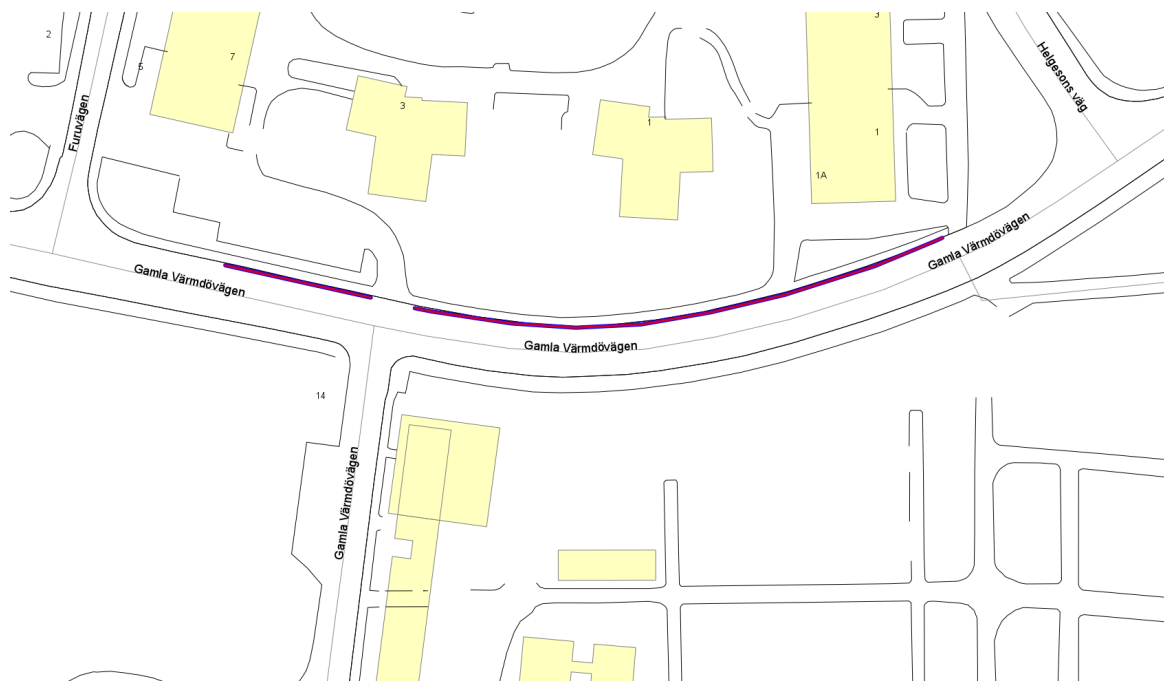 3
2
7
5
3
1
1
1A
Furuvägen
Helgesons väg
Gamla Värmdövägen
Gamla Värmdövägen
Gamla Värmdövägen
14
Gamla Värmdövägen